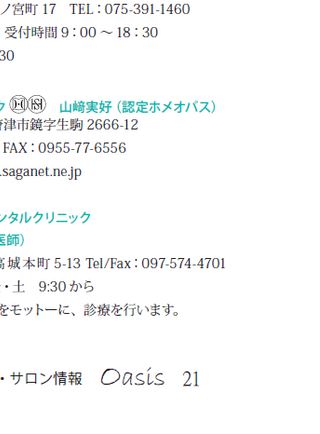 ノ宮町 17　TEL：075-391-1460
受付時間 9：00 〜 18：30
30
ク 山﨑実好（認定ホメオパス）
津市鏡字生駒 2666-12
FAX：0955-77-6556
.saganet.ne.jp
ンタルクリニック
医師）
高城本町 5-13 Tel/Fax：097-574-4701
・土　9:30 から
をモットーに、診療を行います。
・サロン情報　Oasis　21